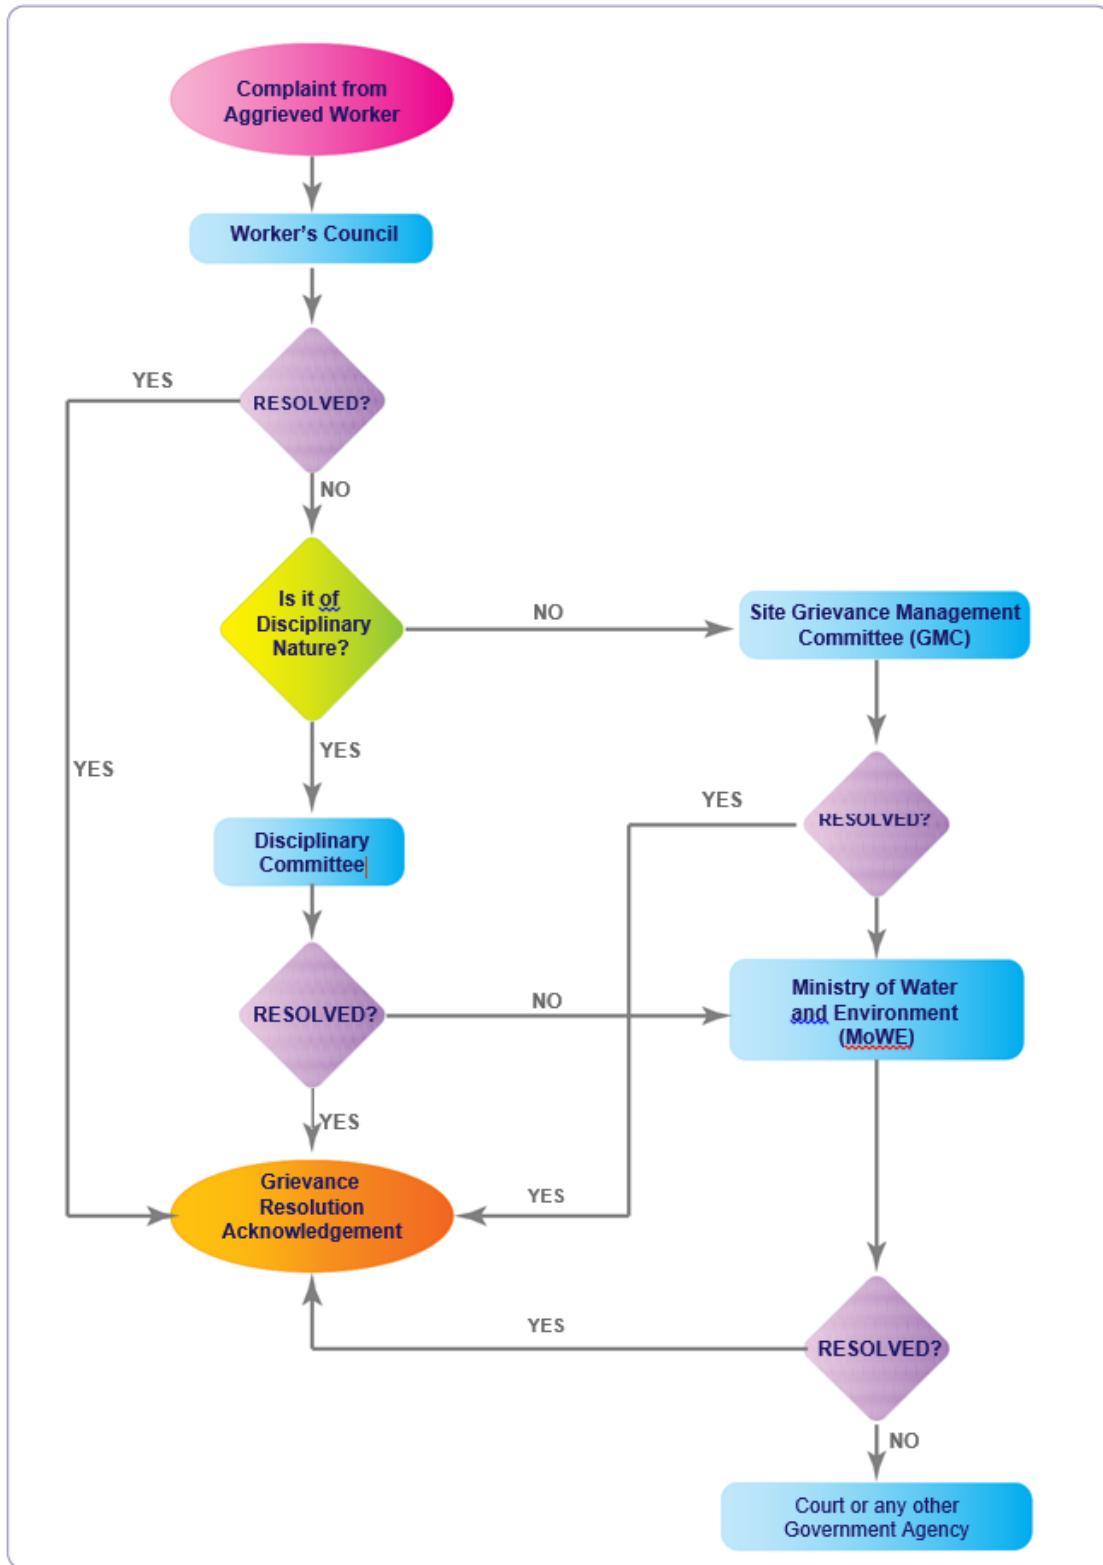 Complaint from
Aggrieved Worker
Worker's Council
YES
RESOLVED?
NO
Is it of
Disciplinary
Nature?
NO
Site Grievance Management
Committee (GMC)
YES
YES
YES
RESOLVED?
Disciplinary
Committee
RESOLVED?
NO
Ministry of Water
and Environment
(MoWE)
YES
Grievance
Resolution
Acknowledgement
YES
YES
RESOLVED?
NO
Court or any other
Government Agency